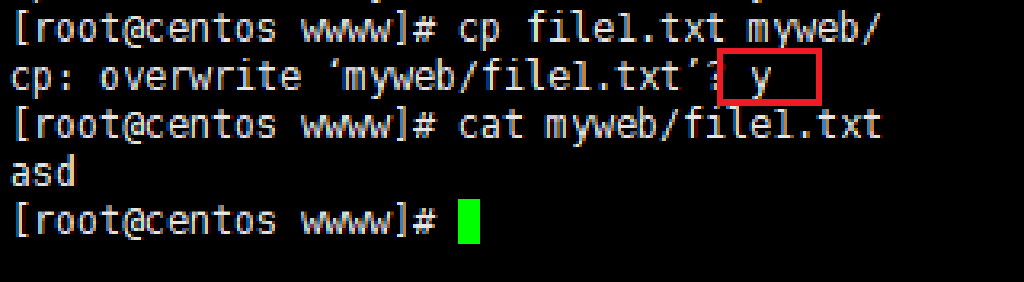 [root@centos wwww]# cp file1.txt myweb/
cp: overwrite ‘myweb/file1.txt’? y
[root@centos wwww]# cat myweb/file1.txt
asd
[root@centos wwww]#